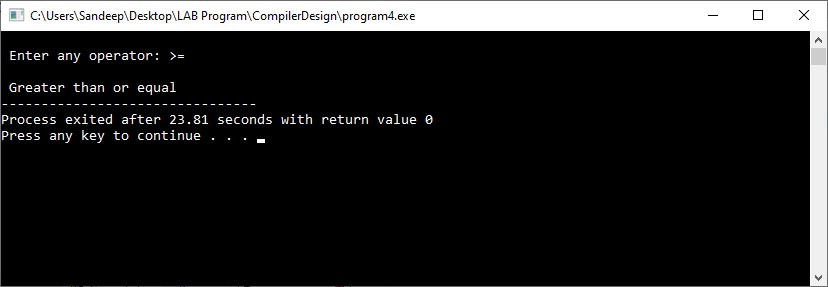 C:\Users\Sandeep\Desktop\LAB Program\CompilerDesign\program4.exe
Enter any operator: >=
Greater than or equal
--------------------------------
Process exited after 23.81 seconds with return value 0
Press any key to continue . . .